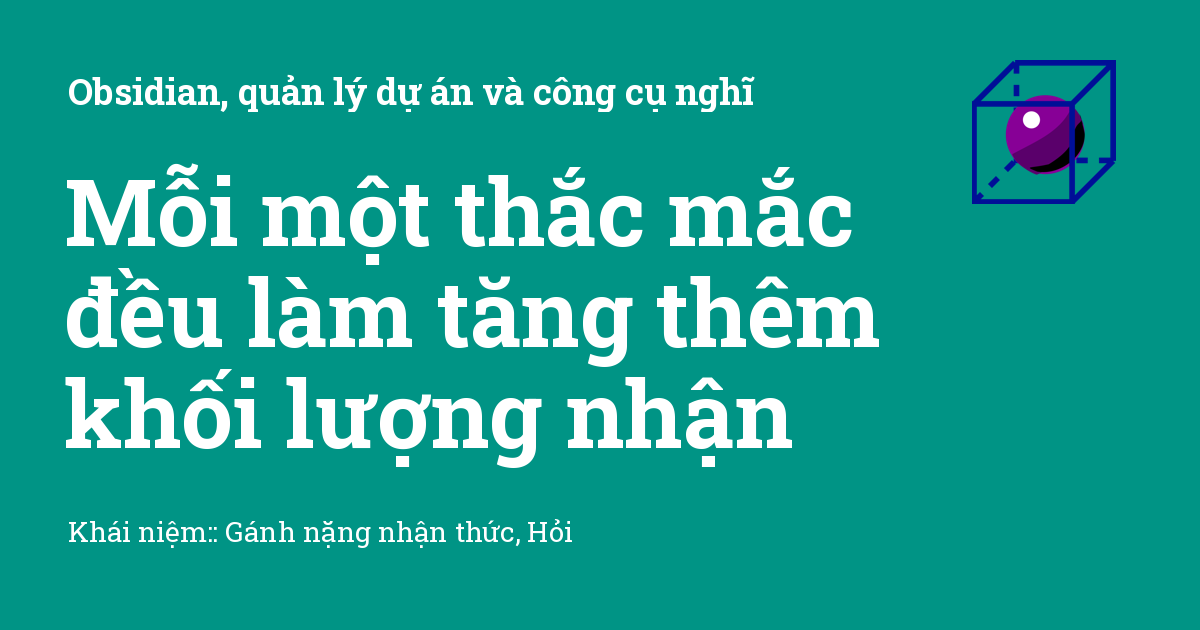 Obsidian, quản lý dự án và công cụ nghĩ
Mỗi một thắc mắc
đều làm tăng thêm
khối lượng nhận
Khái niệm:: Gánh nặng nhận thức, Hỏi